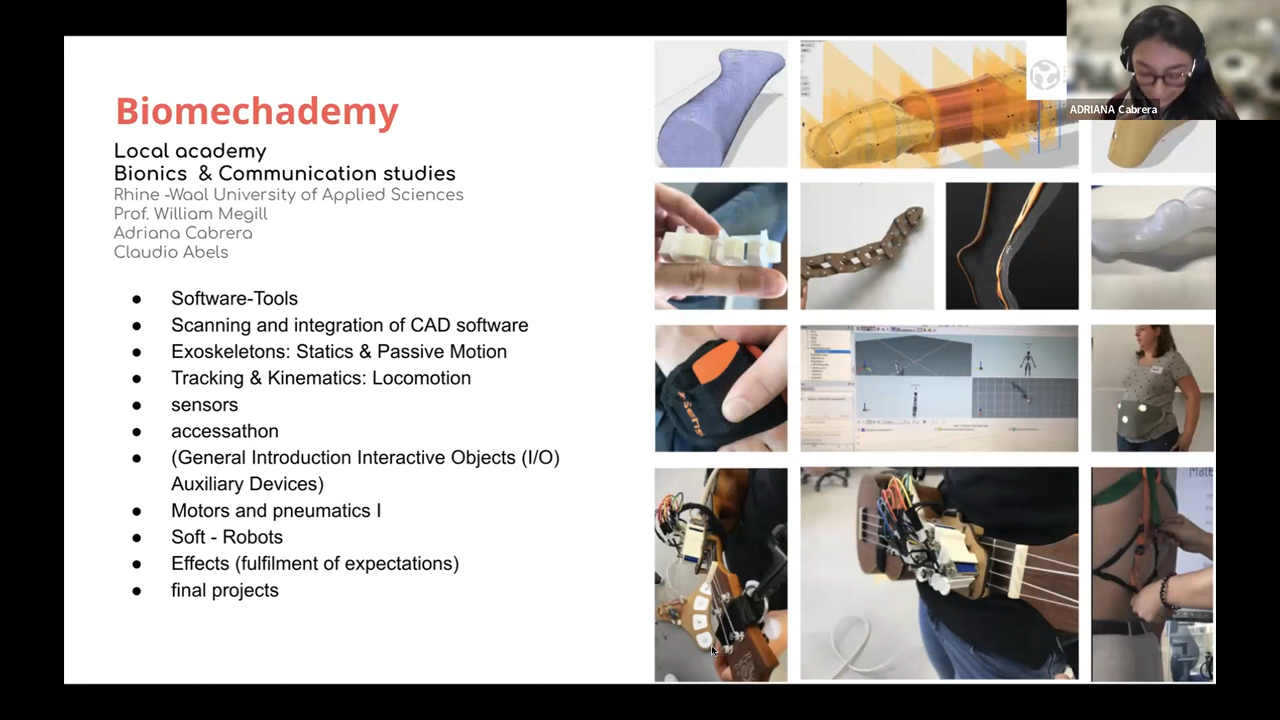 Biomechademy
Local academy
Bionics & Communication studies
Rhine -Waal University of Applied Sciences
Prof. William Megill
Adriana Cabrera
Claudio Abels
● Software-Tools
● Scanning and integration of CAD software
● Exoskeletons: Statics & Passive Motion
● Tracking & Kinematics: Locomotion
● sensors
● accessathon
● (General Introduction Interactive Objects (I/O)
Auxiliary Devices)
● Motors and pneumatics I
● Soft - Robots
● Effects (fulfilment of expectations)
● final projects
ADRIANA Cabrera